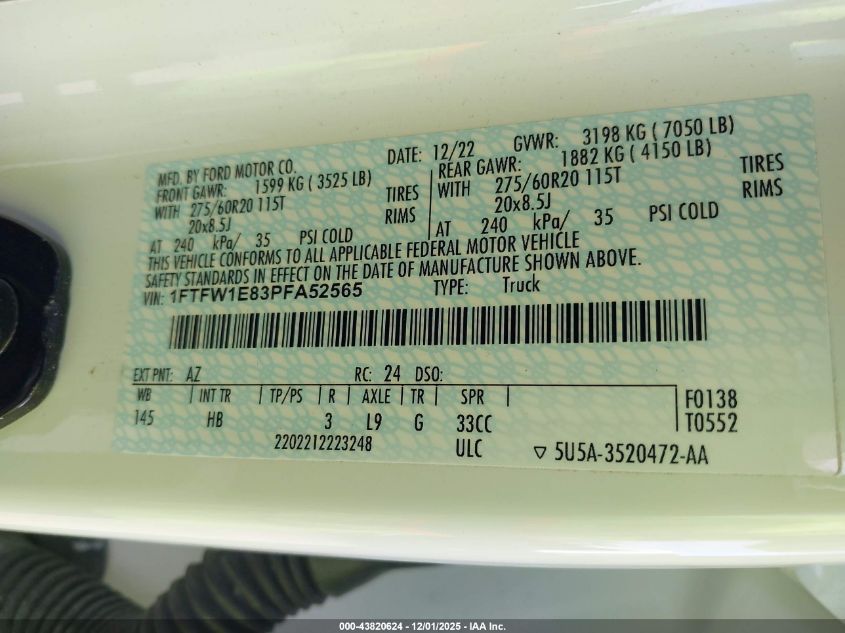 MFD. BY FORD MOTOR CO.
DATE: 12/22 GVWR: 3198 KG ( 7050 LB)
FRONT GAWR: 1599 KG ( 3525 LB)
REAR GAWR: 1882 KG ( 4150 LB)
WITH 275/60R20 115T TIRES
WITH 275/60R20 115T TIRES
20x8.5J RIMS
20x8.5J RIMS
AT 240 kPa/ 35 PSI COLD
AT 240 kPa/ 35 PSI COLD
THIS VEHICLE CONFORMS TO ALL APPLICABLE FEDERAL MOTOR VEHICLE
SAFETY STANDARDS IN EFFECT ON THE DATE OF MANUFACTURE SHOWN ABOVE.
VIN: 1FTFW1E83PFA52565 TYPE: Truck
EXT PNT: AZ RC: 24 DSO:
WB INT TR TP/PS R AXLE TR SPR F0138
145 HB 3 L9 G 33CC T0552
2202212223248 ULC ▽ 5U5A-3520472-AA
000-43820624 - 12/01/2025 - IAA Inc.